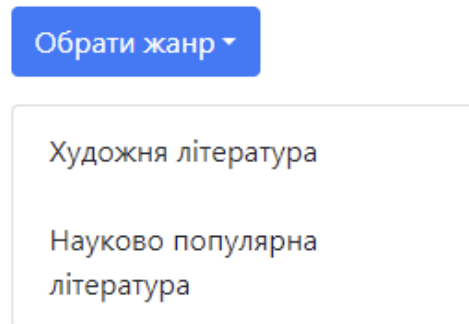 Обрати жанр
Художня література
Науково популярна
література